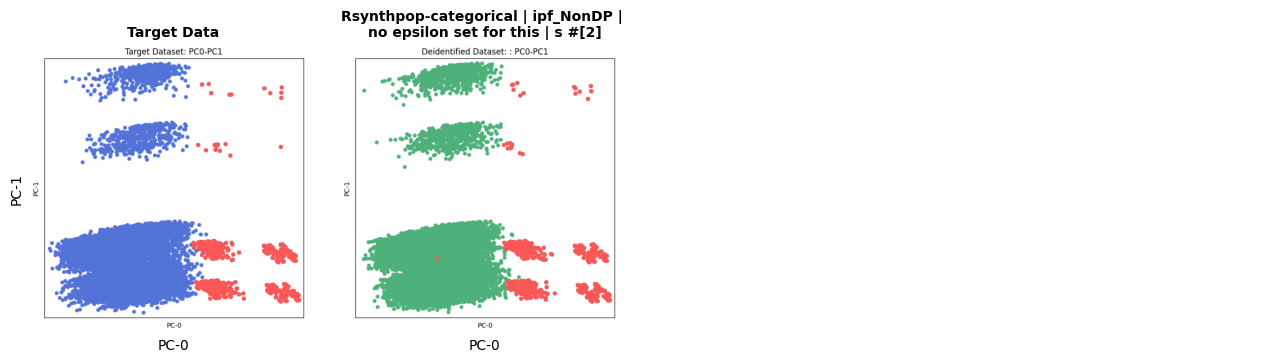 Target Data
Rsynthpop-categorical | ipf_NonDP |
no epsilon set for this | s #[2]
Target Dataset: PC0-PC1
Deidentified Dataset: : PC0-PC1
PC-1
PC-1
PC-1
PC-0
PC-0
PC-0
PC-0